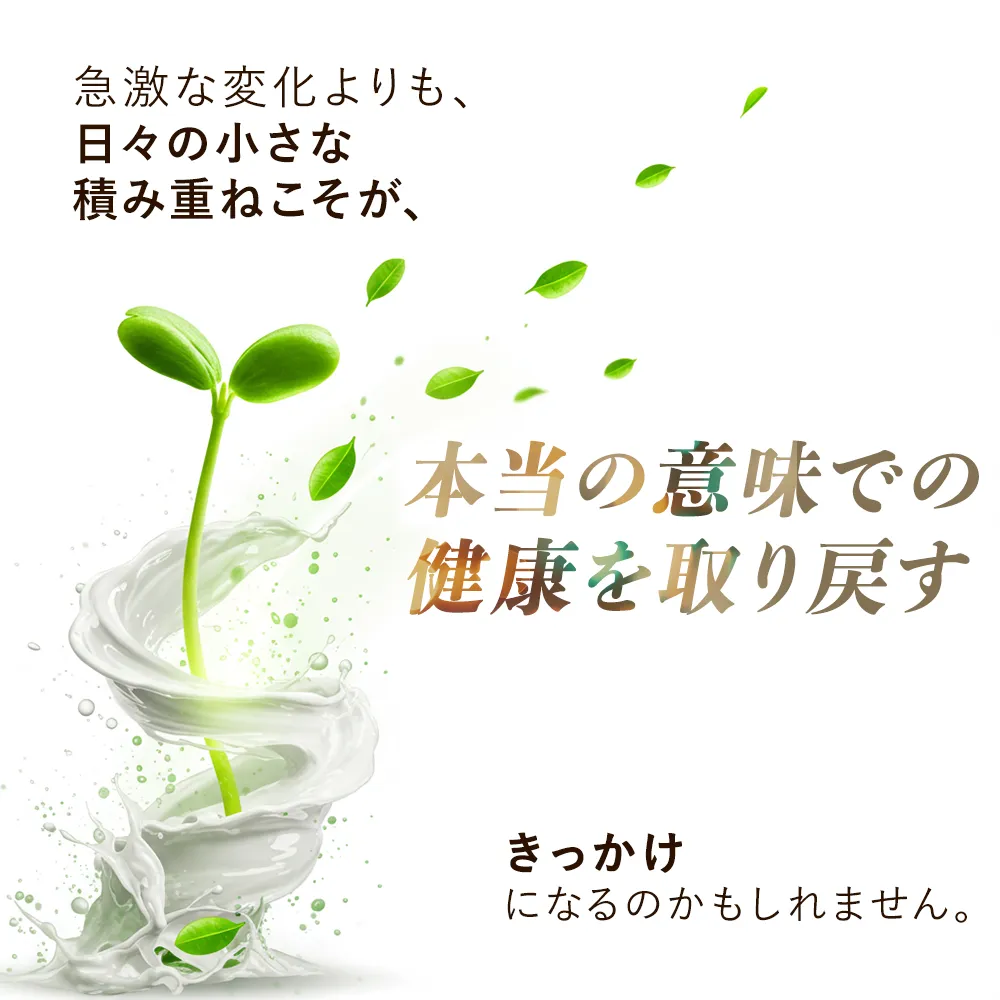 急激な変化よりも、
日々の小さな
積み重ねこそが、
本当の意味での
健康を取り戻す
きっかけ
になるのかもしれません。